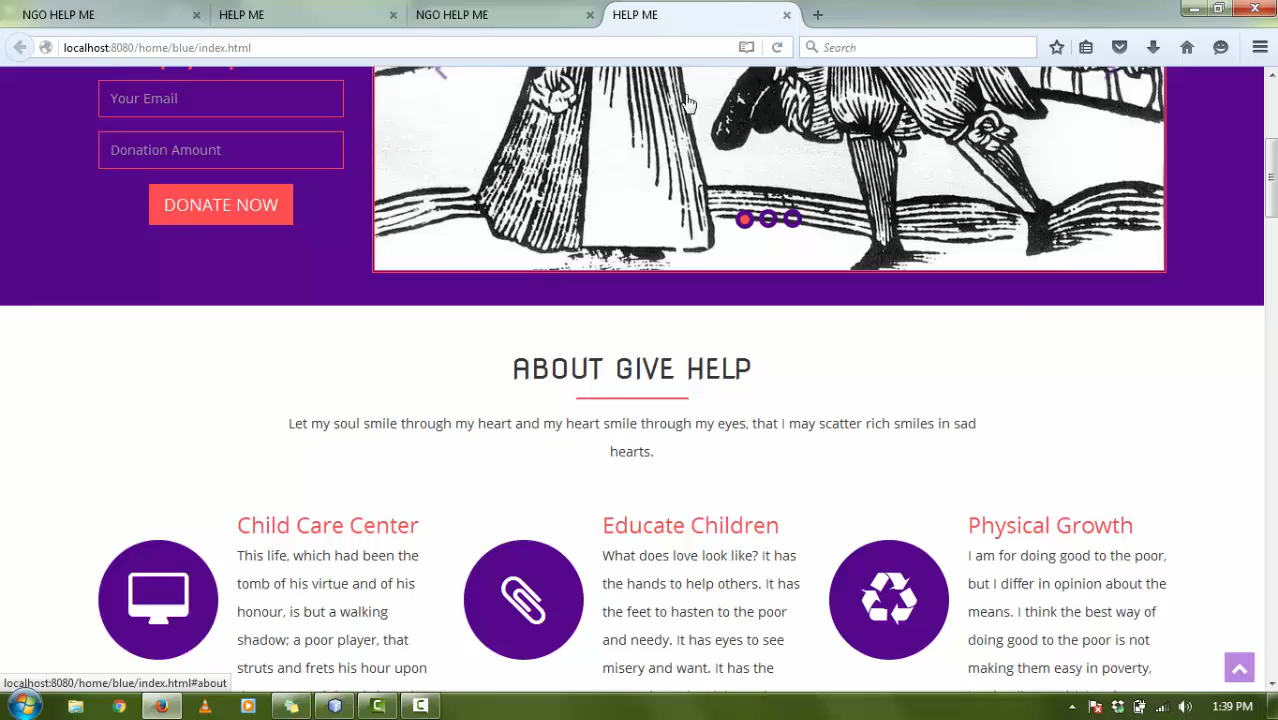 NGO HELP ME
HELP ME
NGO HELP ME
HELP ME
localhost:8080/home/blue/index.html
Search
Your Email
Donation Amount
DONATE NOW
ABOUT GIVE HELP
Let my soul smile through my heart and my heart smile through my eyes, that I may scatter rich smiles in sad
hearts.
Child Care Center
This life, which had been the
tomb of his virtue and of his
honour, is but a walking
shadow; a poor player, that
struts and frets his hour upon
Educate Children
What does love look like? It has
the hands to help others. It has
the feet to hasten to the poor
and needy. It has eyes to see
misery and want. It has the
Physical Growth
I am for doing good to the poor,
but I differ in opinion about the
means. I think the best way of
doing good to the poor is not
making them easy in poverty,
localhost:8080/home/blue/index.html#about
1:39 PM